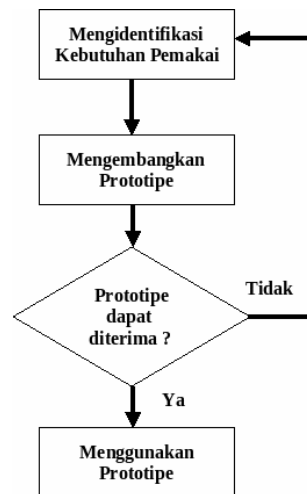 Mengidentifikasi
Kebutuhan Pemakai
Mengembangkan
Prototipe
Prototipe
dapat
diterima ?
Tidak
Ya
Menggunakan
Prototipe